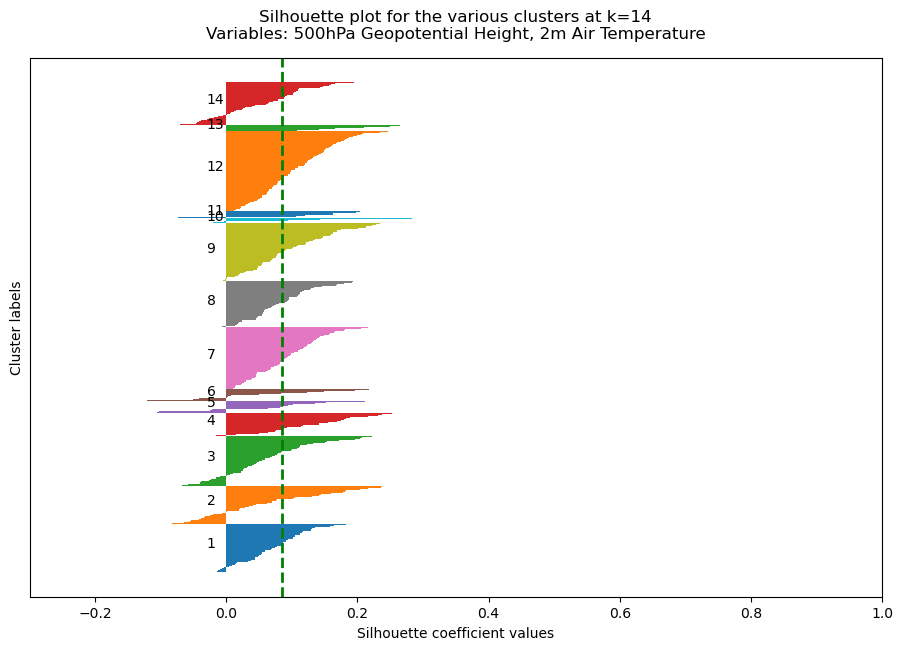 Silhouette plot for the various clusters at k=14
Variables: 500hPa Geopotential Height, 2m Air Temperature
14
13
12
11
10
9
8
7
6
5
4
3
2
1
Cluster labels
−0.2 0.0 0.2 0.4 0.6 0.8 1.0
Silhouette coefficient values